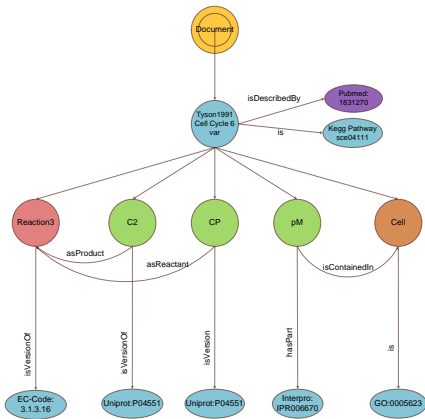 Document
isDescribedBy
Pubmed:
1831270
Tyson1991
Cell Cycle 6
var
is
Kegg Pathway
sce04111
Reaction3
C2
CP
pM
Cell
asProduct
asReactant
isContainedIn
isVersionOf
isVersionOf
isVersion
hasPart
is
EC-Code:
3.1.3.16
Uniprot:P04551
Uniprot:P04551
Interpro:
IPR006670
GO:0005623